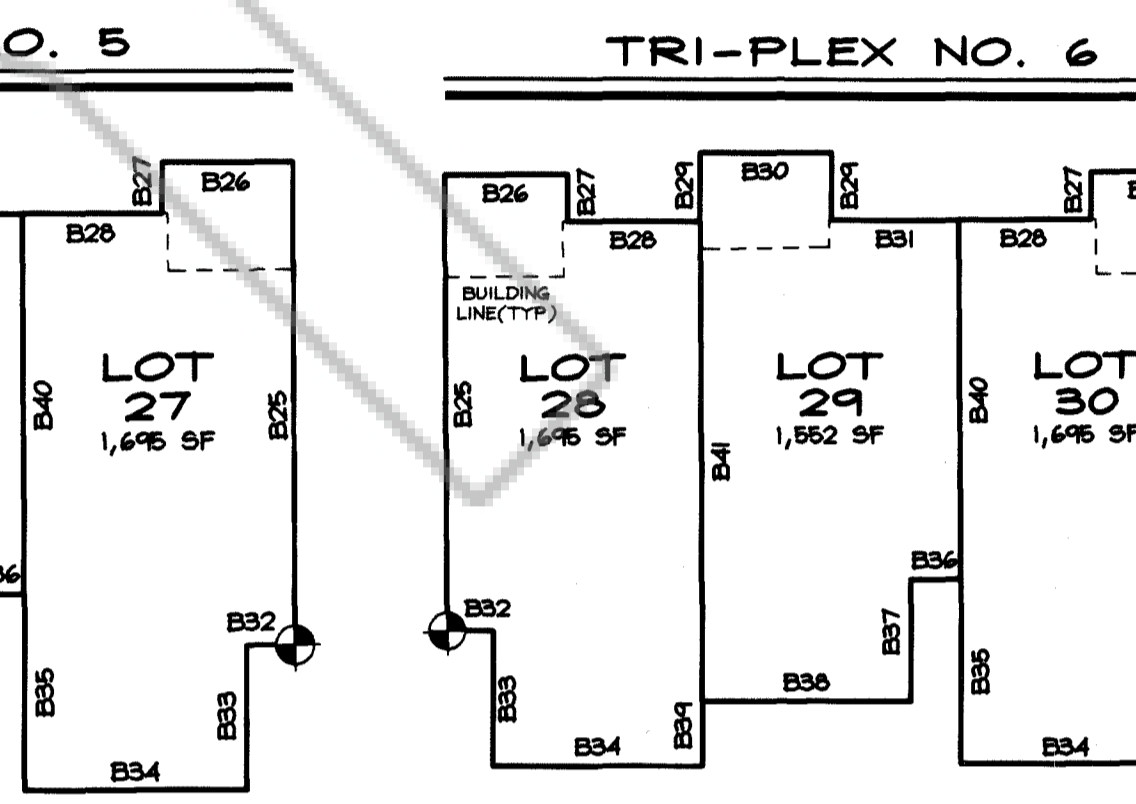 O. 5
TRI-PLEX NO. 6
B27
B26
B28
B40
LOT
27
1,695 SF
B25
36
B32
B35
B33
B34
B26
B27
B28
B29
B30
B29
B31
B28
B27
BUILDING
LINE(TYP)
B25
LOT
28
1,695 SF
B41
LOT
29
1,552 SF
B40
LOT
30
1,695 SF
B32
B33
B34
B39
B38
B37
B36
B35
B34